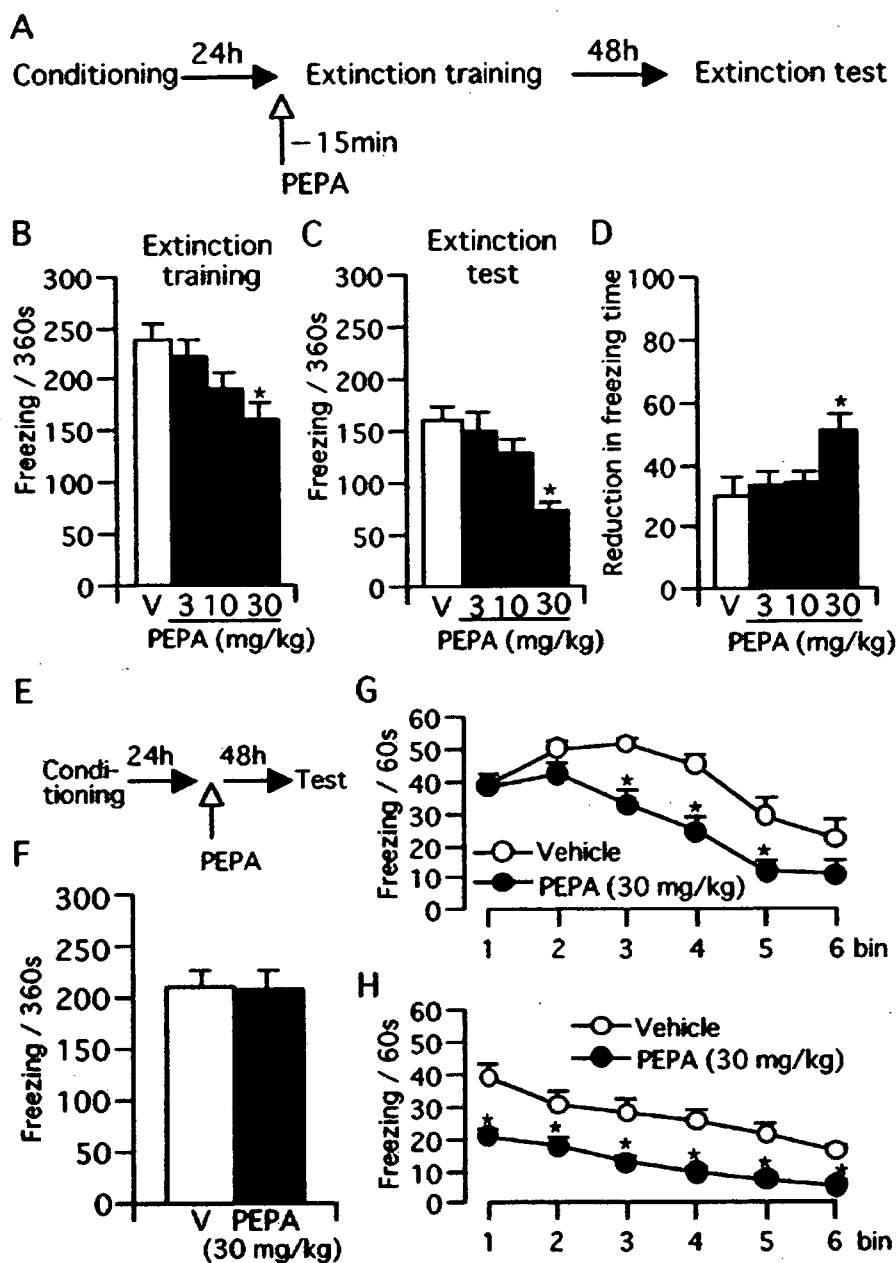 A
Conditioning 24h Extinction training 48h Extinction test
−15min
PEPA
B
Extinction
training
Freezing / 360s
300
250
200
150
100
50
0
*
V 3 10 30
PEPA (mg/kg)
C
Extinction
test
Freezing / 360s
300
250
200
150
100
50
0
*
V 3 10 30
PEPA (mg/kg)
D
Reduction in freezing time
100
80
60
40
20
0
*
V 3 10 30
PEPA (mg/kg)
E
24h 48h
Condi-
tioning
Test
PEPA
F
Freezing / 360s
300
250
200
150
100
50
0
V PEPA
(30 mg/kg)
G
Freezing / 60s
60
50
40
30
20
10
0
* * *
Vehicle
PEPA (30 mg/kg)
1 2 3 4 5 6 bin
H
Freezing / 60s
50
40
30
20
10
0
Vehicle
PEPA (30 mg/kg)
* * * * * *
1 2 3 4 5 6 bin